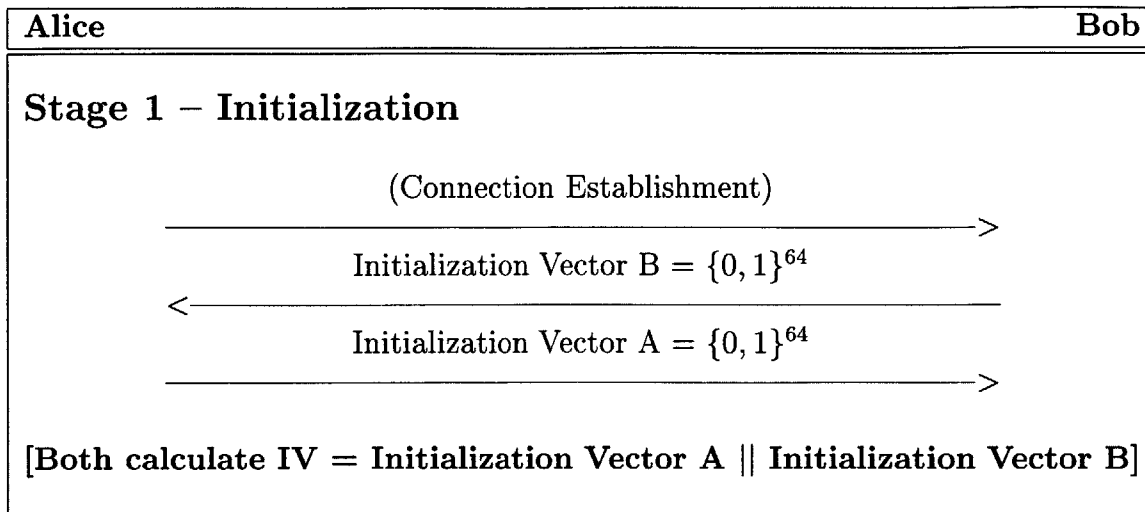 Alice Bob
Stage 1 – Initialization
(Connection Establishment)
Initialization Vector B = {0, 1}^64
Initialization Vector A = {0, 1}^64
[Both calculate IV = Initialization Vector A || Initialization Vector B]